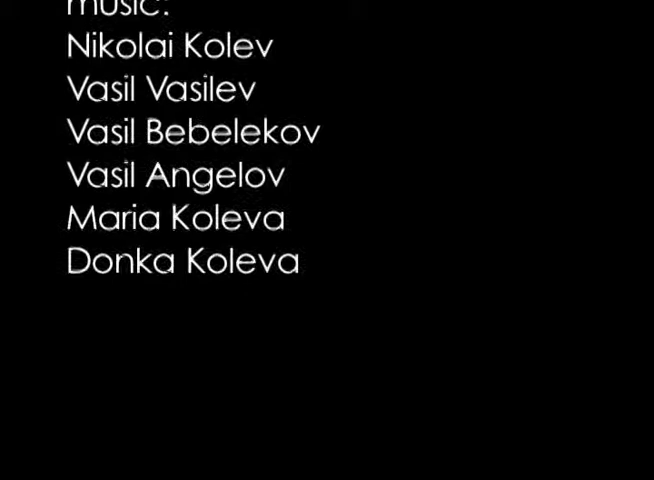 music:
Nikolai Kolev
Vasil Vasilev
Vasil Bebelekov
Vasil Angelov
Maria Koleva
Donka Koleva